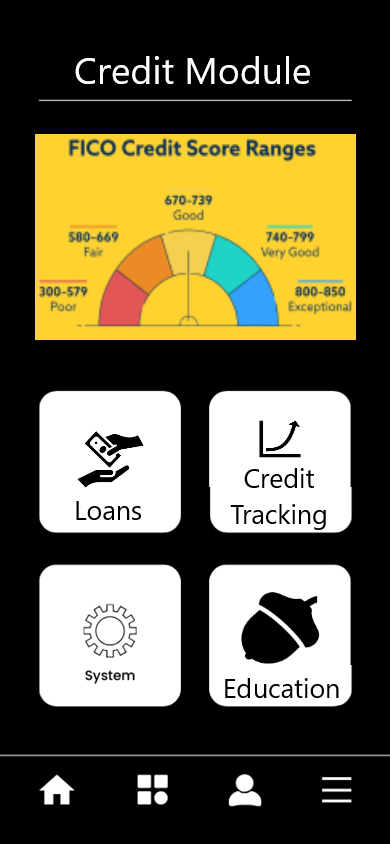 Credit Module
FICO Credit Score Ranges
670-739
Good
580-669
Fair
740-799
Very Good
300-579
Poor
800-850
Exceptional
Loans
Credit
Tracking
System
Education